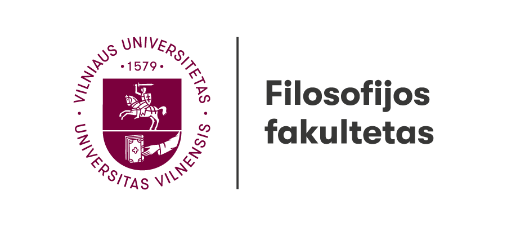 VILNIAUS UNIVERSITETAS
· 1579 ·
UNIVERSITAS VILNENSIS
Filosofijos
fakultetas